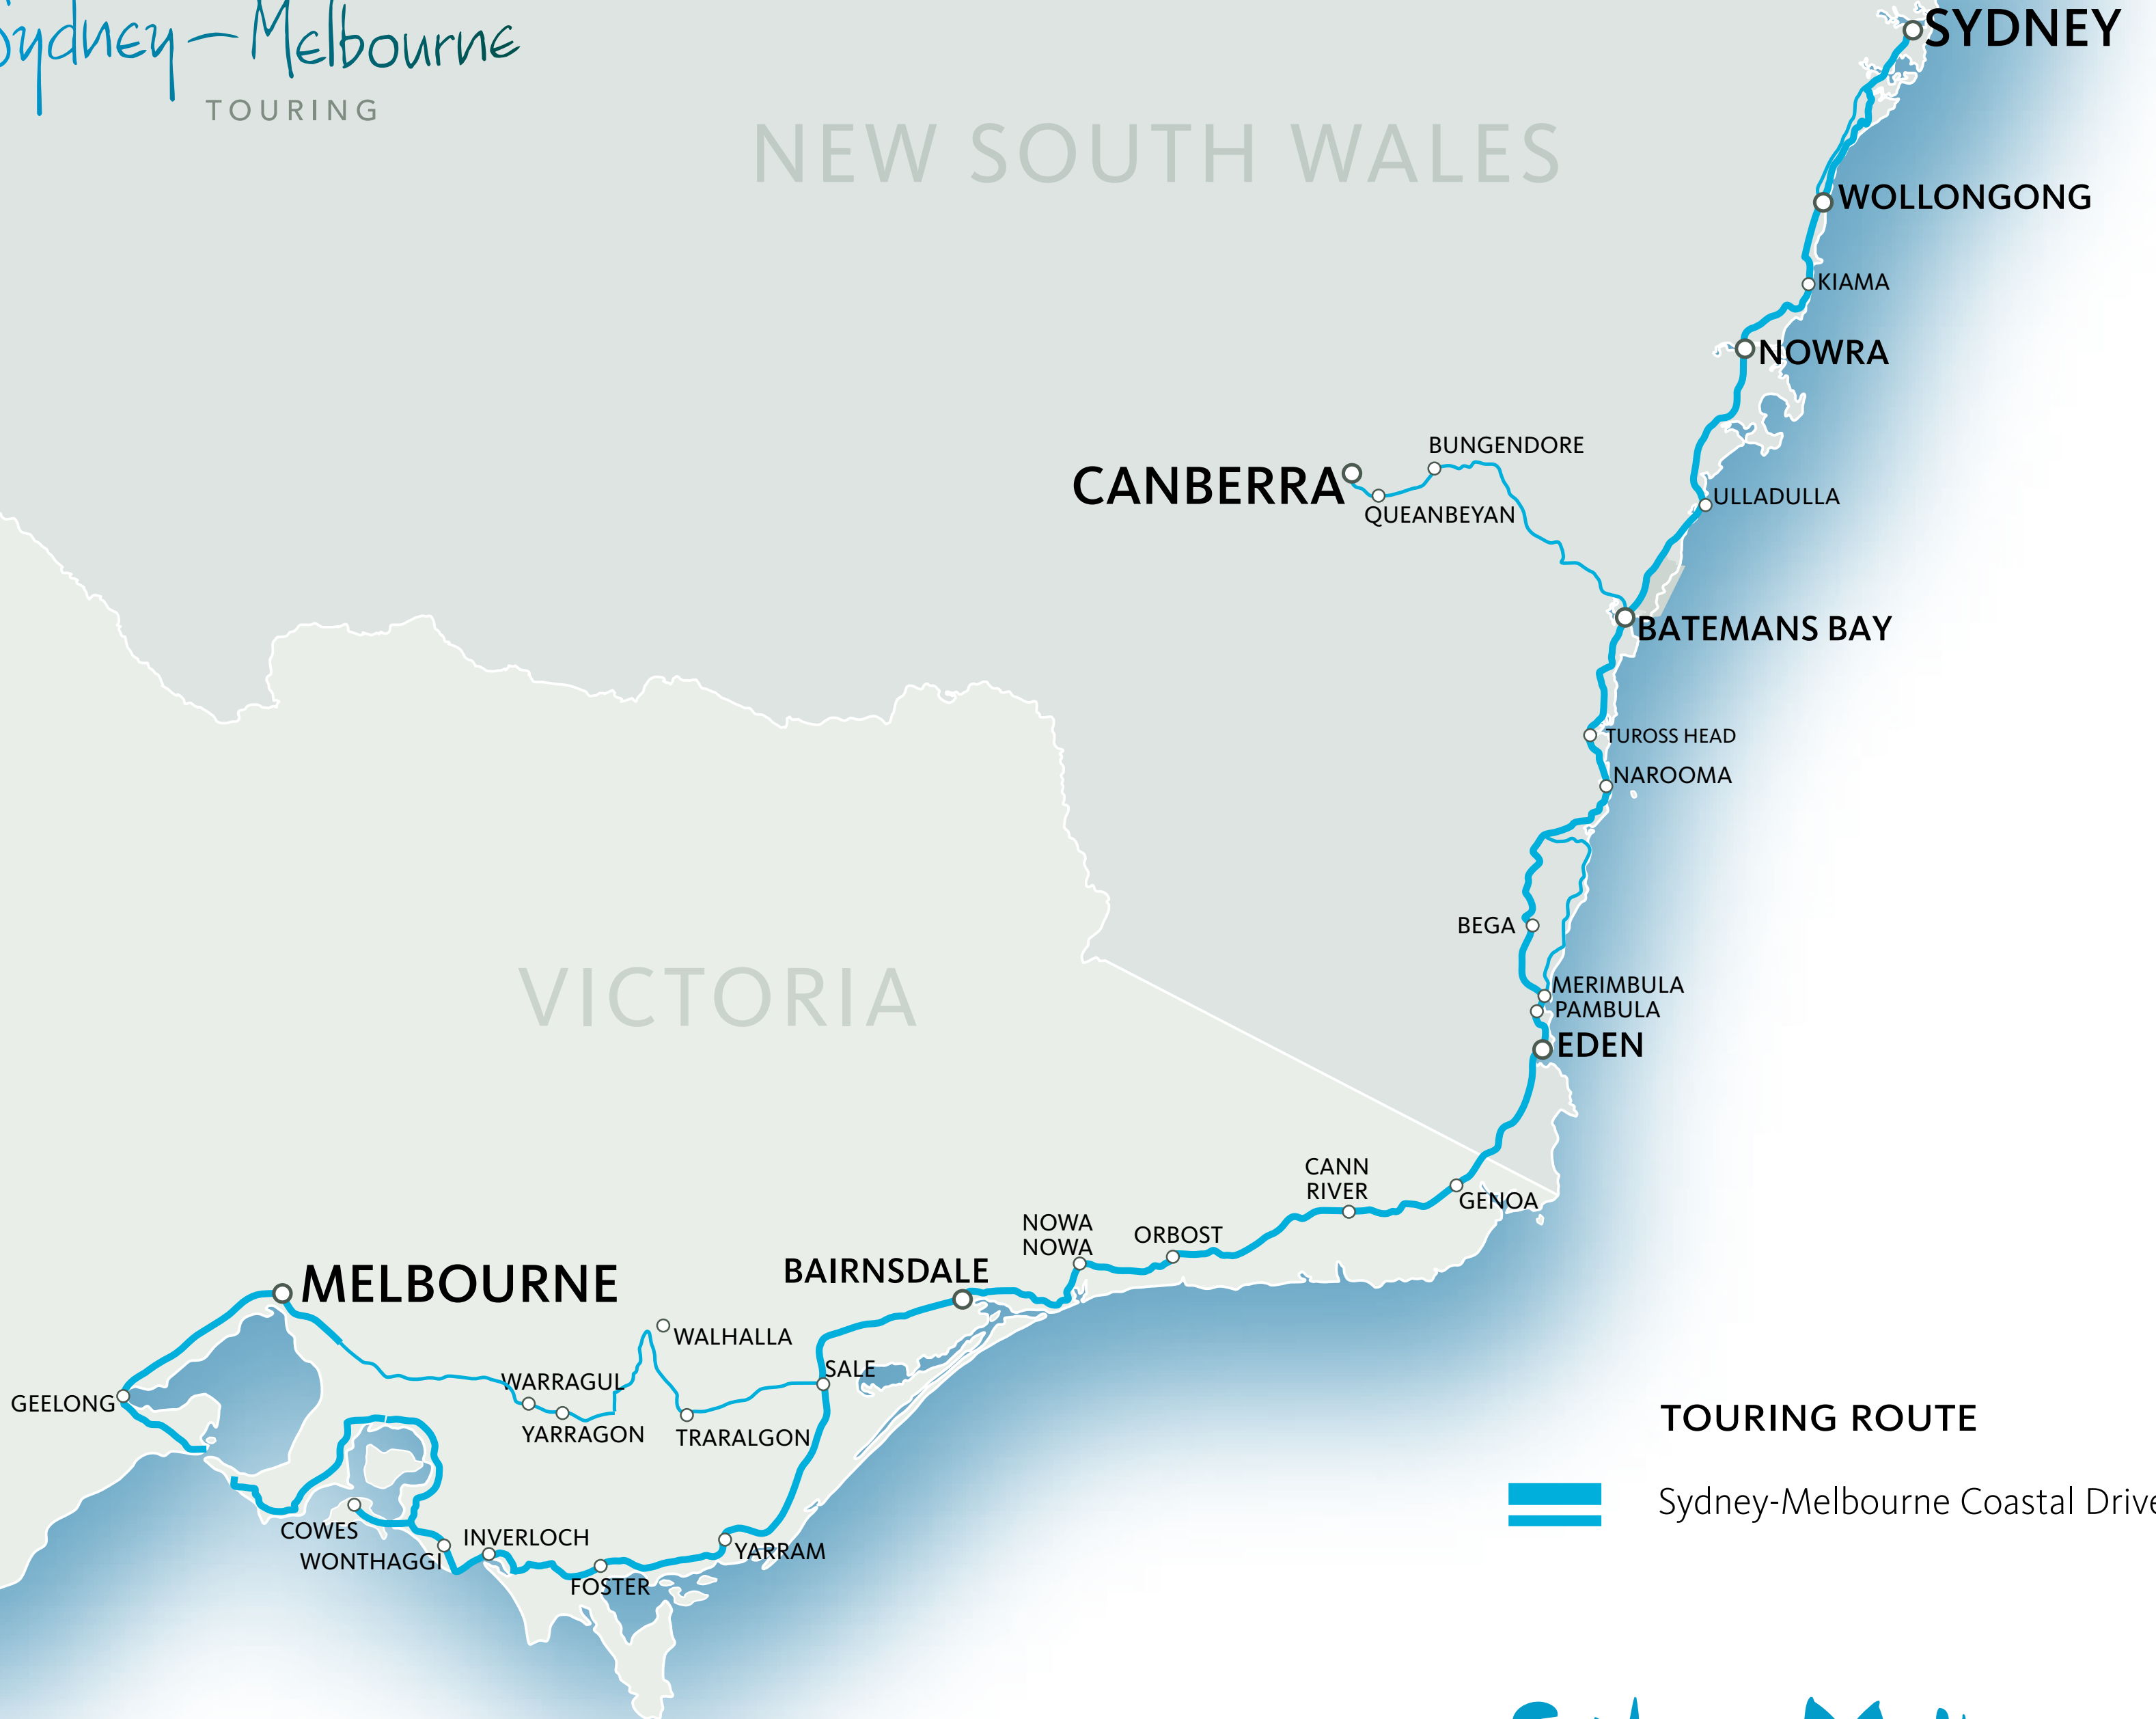 Sydney-Melbourne
TOURING
SYDNEY
NEW SOUTH WALES
WOLLONGONG
KIAMA
NOWRA
BUNGENDORE
CANBERRA
QUEANBEYAN
ULLADULLA
BATEMANS BAY
TUROSS HEAD
NAROOMA
BEGA
VICTORIA
MERIMBULA
PAMBULA
EDEN
CANN
RIVER
GENOA
NOWA
NOWA
ORBOST
BAIRNSDALE
MELBOURNE
WALHALLA
SALE
WARRAGUL
GEELONG
YARRAGON
TRARALGON
COWES
INVERLOCH
WONTHAGGI
YARRAM
FOSTER
TOURING ROUTE
Sydney-Melbourne Coastal Drive